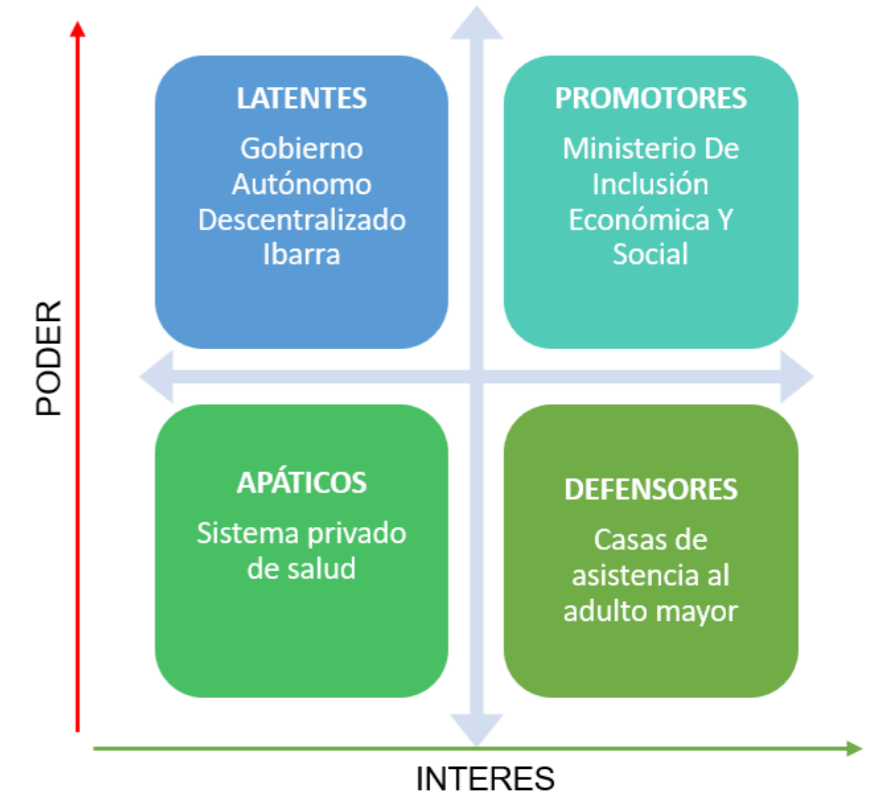 LATENTES
Gobierno
Autónomo
Descentralizado
Ibarra
PROMOTORES
Ministerio De
Inclusión
Económica Y
Social
PODER
APÁTICOS
Sistema privado
de salud
DEFENSORES
Casas de
asistencia al
adulto mayor
INTERES